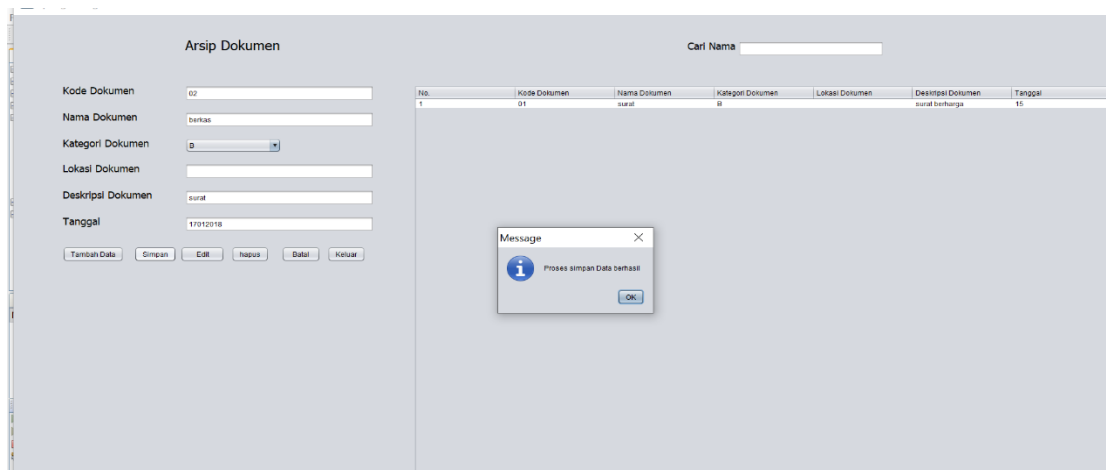 Arsip Dokumen
Cari Nama
Kode Dokumen
02
Nama Dokumen
berkas
Kategori Dokumen
B
Lokasi Dokumen
Deskripsi Dokumen
surat
Tanggal
17012018
Tambah Data Simpan Edit hapus Batal Keluar
No. Kode Dokumen Nama Dokumen Kategori Dokumen Lokasi Dokumen Deskripsi Dokumen Tanggal
1 01 surat B surat berharga 15
Message
Proses simpan Data berhasil
OK